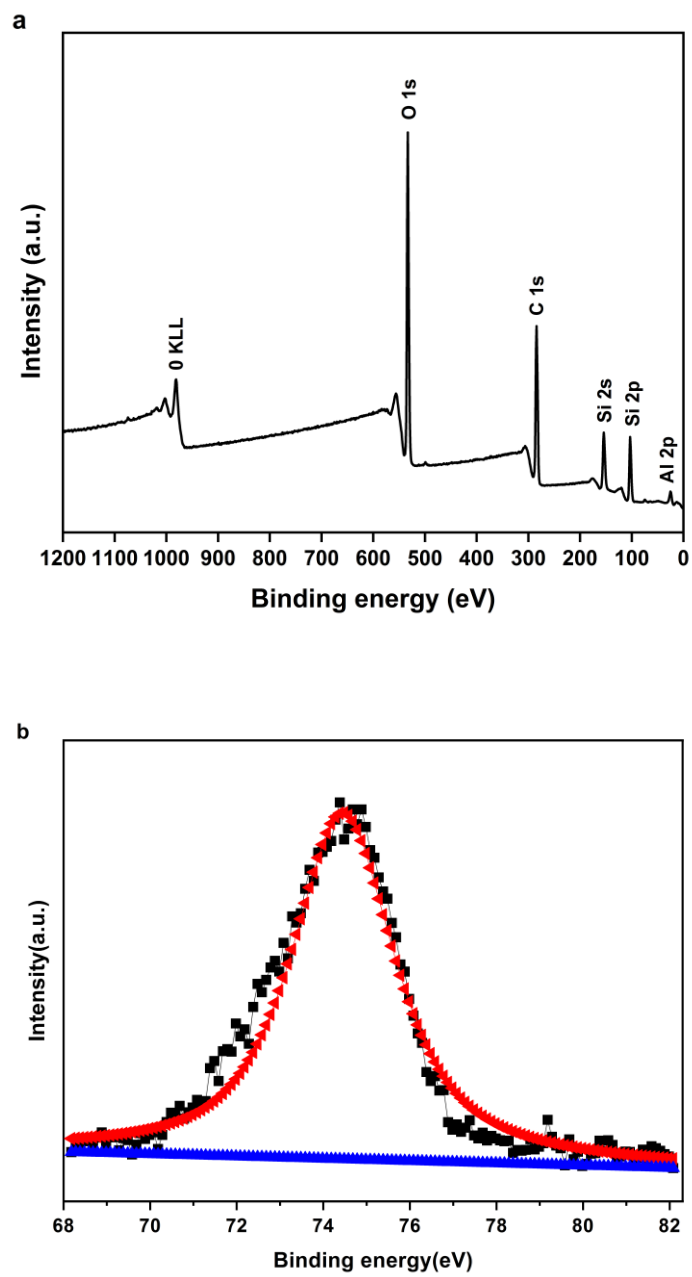 a
O 1s
C 1s
0 KLL
Si 2s
Si 2p
Al 2p
Intensity (a.u.)
1200 1100 1000 900 800 700 600 500 400 300 200 100 0
Binding energy (eV)
b
Intensity(a.u.)
68 70 72 74 76 78 80 82
Binding energy(eV)